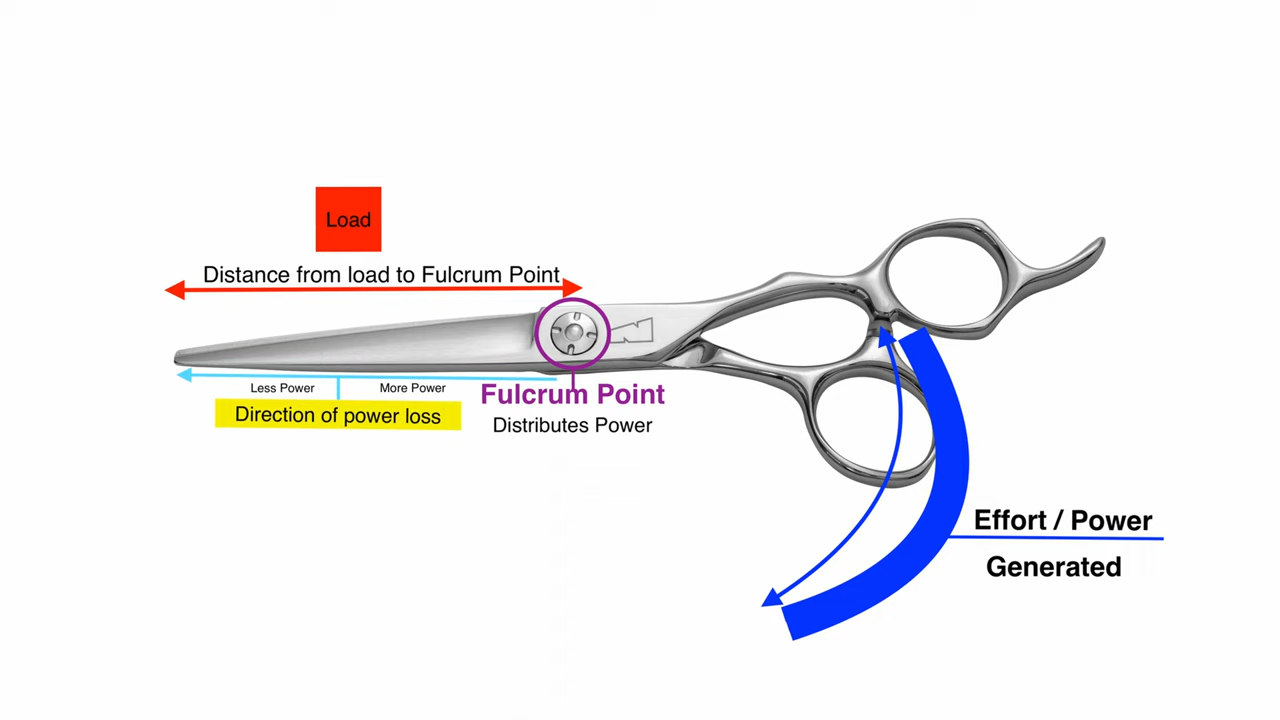 Load
Distance from load to Fulcrum Point
Less Power
More Power
Direction of power loss
Fulcrum Point
Distributes Power
Effort / Power
Generated